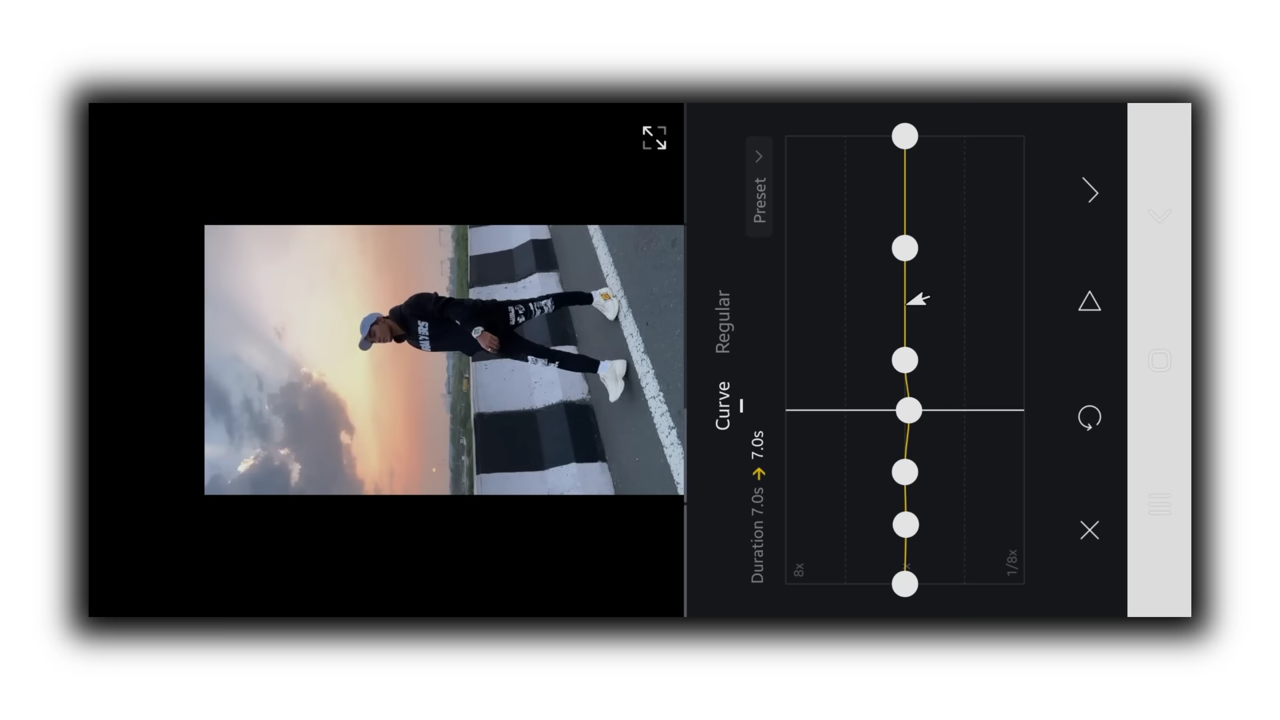 Curve Regular
Duration 7.0s → 7.0s
Preset
8x
1/8x